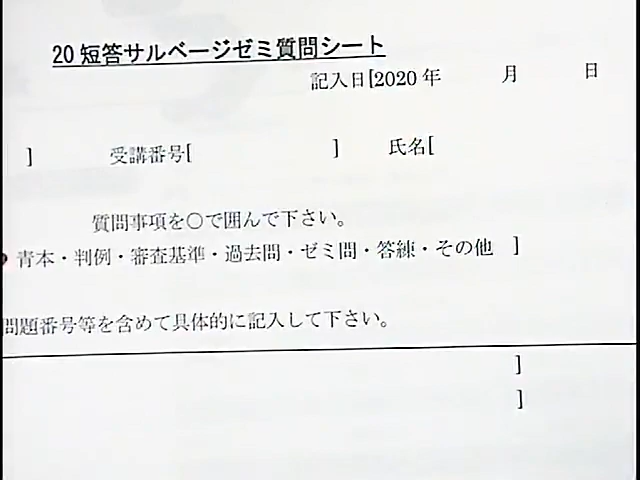 20 短答サルベージゼミ質問シート
記入日[2020 年 月 日
] 受講番号[ ] 氏名[
質問事項を○で囲んで下さい。
青本・判例・審査基準・過去問・ゼミ問・答練・その他 ]
問題番号等を含めて具体的に記入して下さい。
]
]